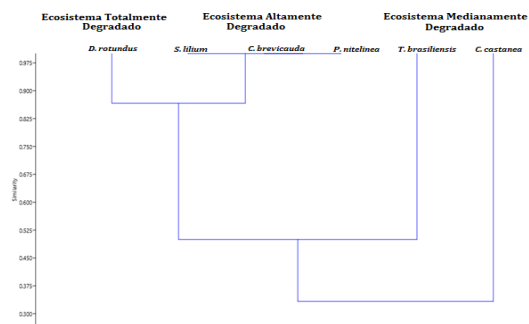 Ecosistema Totalmente Degradado
Ecosistema Altamente Degradado
Ecosistema Medianamente Degradado
D. rotundus
S. lilium
C. brevicauda
P. nitelinea
T. brasiliensis
C. castanea
0.975
0.900
0.825
0.750
0.675
0.600
0.525
0.450
0.375
0.300
Similarity